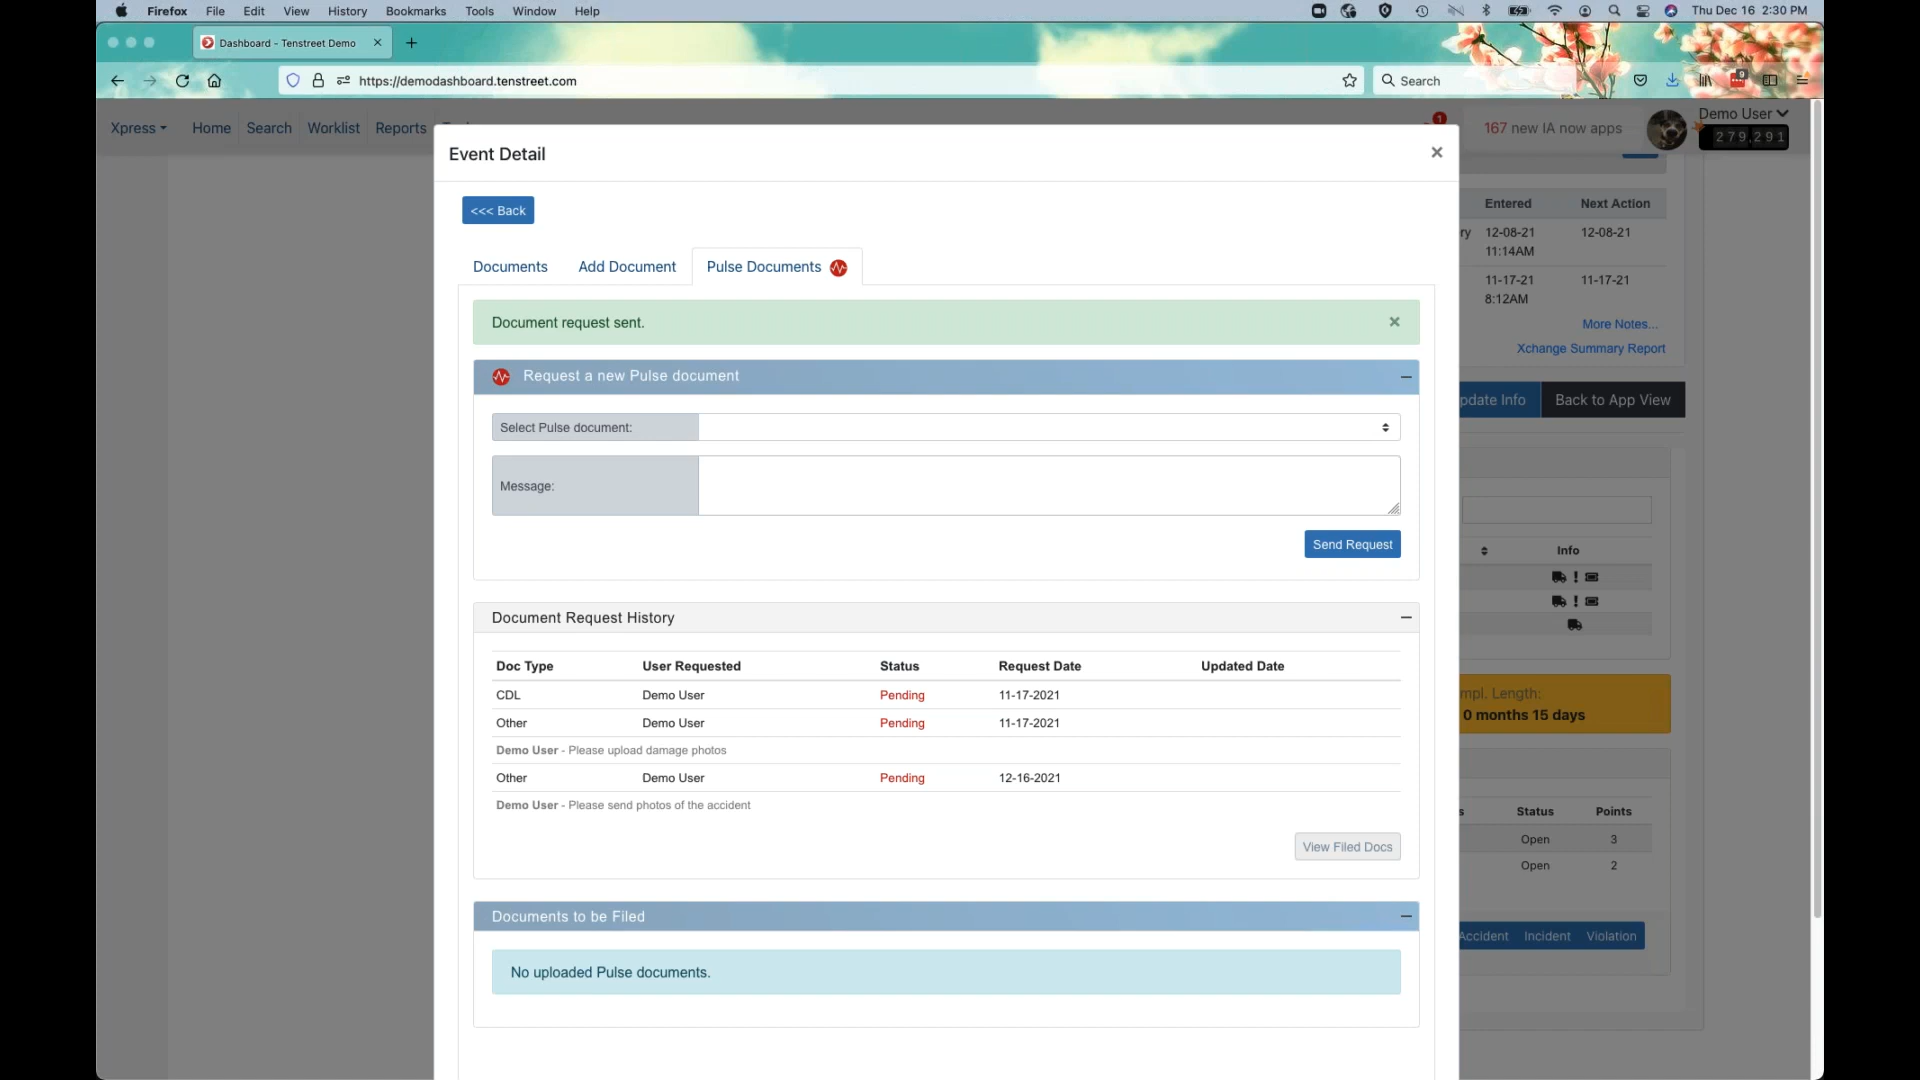 Firefox File Edit View History Bookmarks Tools Window Help Thu Dec 16 2:30 PM
Dashboard - Tenstreet Demo
https://demodashboard.tenstreet.com Search
9
Xpress Home Search Worklist Reports
1
167 new IA now apps
Demo User
279,291
Event Detail
<<< Back
Documents Add Document Pulse Documents
Document request sent.
Request a new Pulse document
Select Pulse document:
Message:
Send Request
Document Request History
Doc Type User Requested Status Request Date Updated Date
CDL Demo User Pending 11-17-2021
Other Demo User Pending 11-17-2021
Demo User - Please upload damage photos
Other Demo User Pending 12-16-2021
Demo User - Please send photos of the accident
View Filed Docs
Documents to be Filed
No uploaded Pulse documents.
Entered Next Action
ry 12-08-21 12-08-21
11:14AM
11-17-21 11-17-21
8:12AM
More Notes...
Xchange Summary Report
pdate Info Back to App View
Info
mpl. Length:
0 months 15 days
s Status Points
Open 3
Open 2
Accident Incident Violation